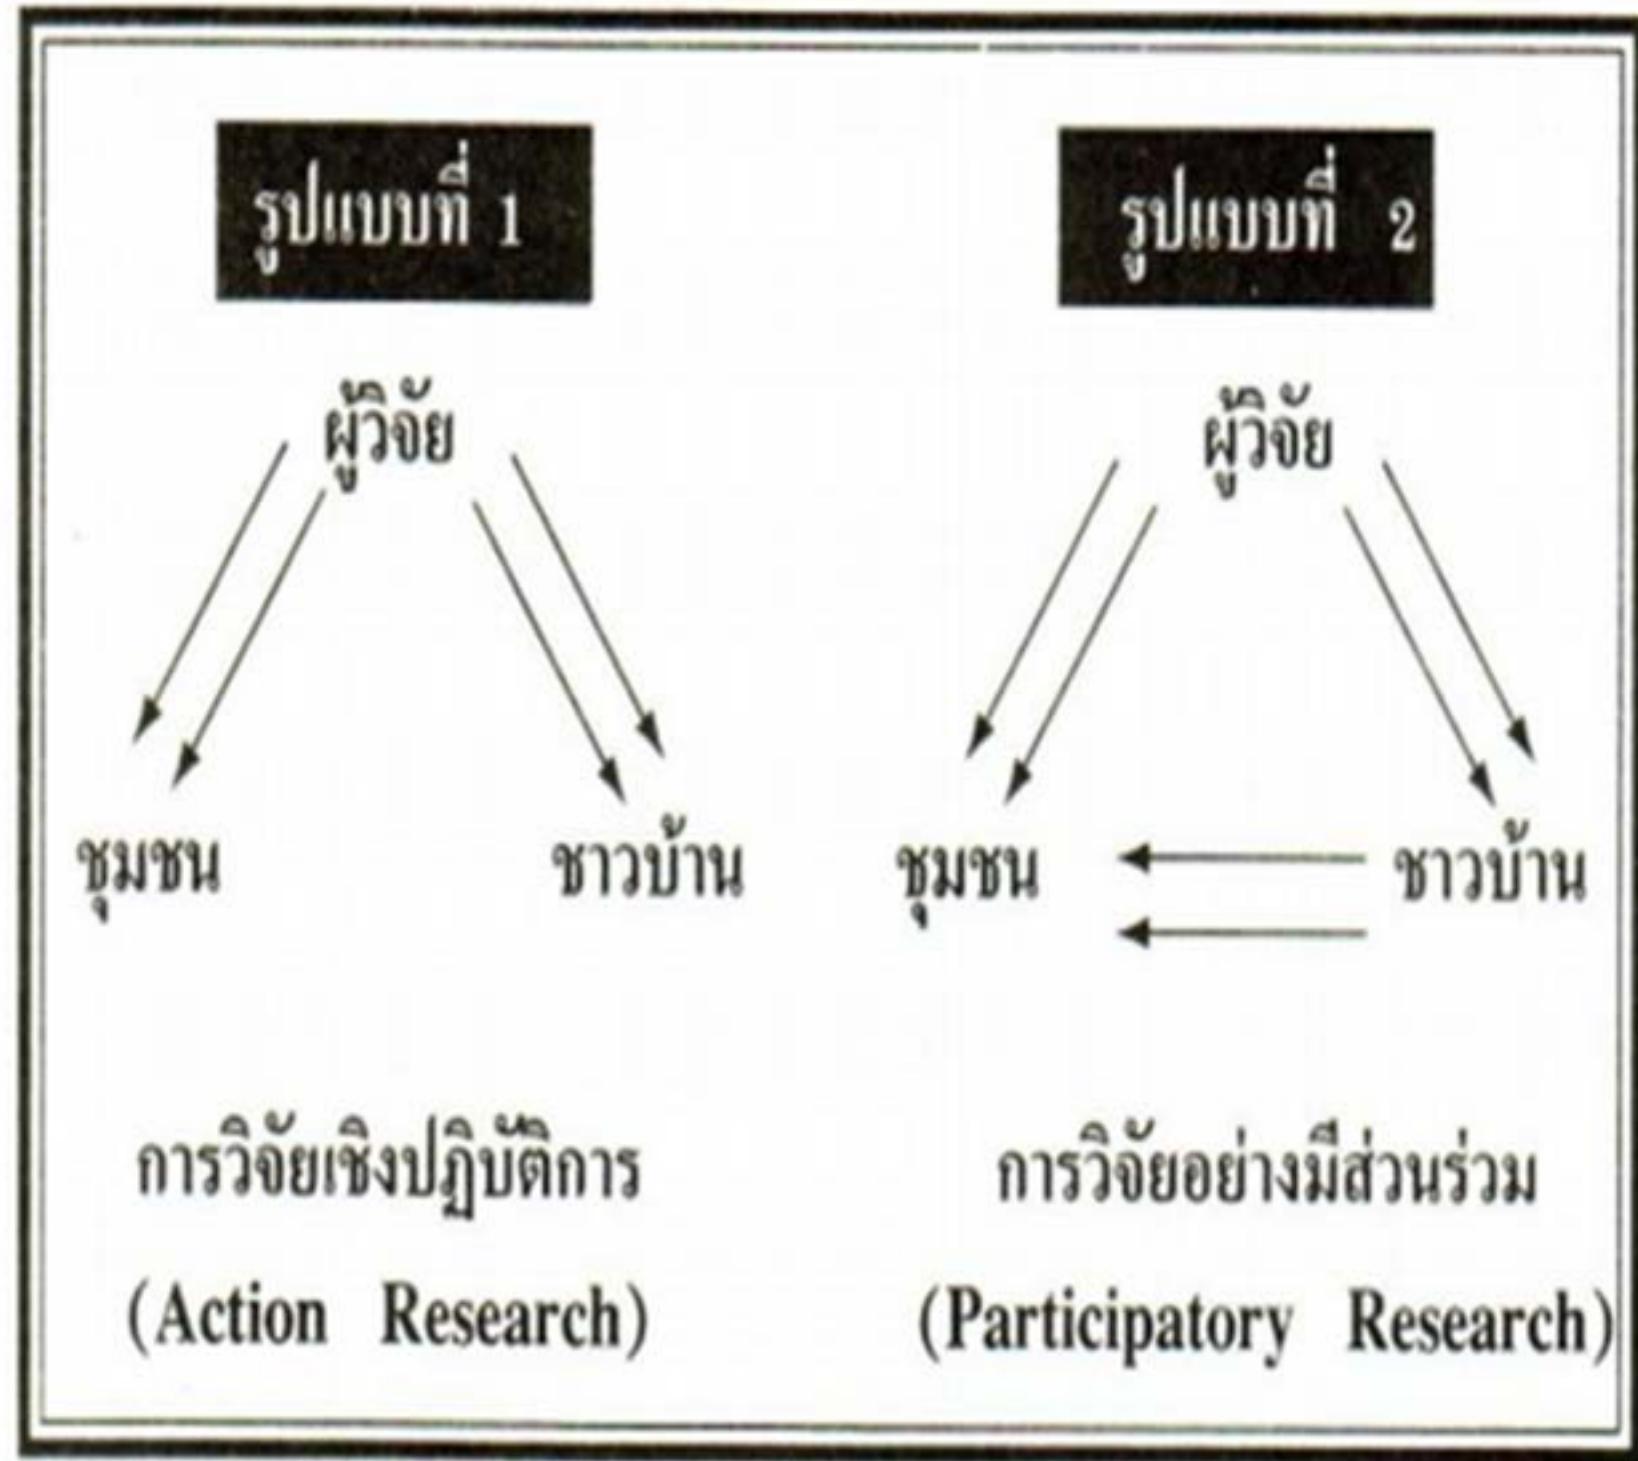 รูปแบบที่ 1
ผู้วิจัย
ชุมชน ชาวบ้าน
การวิจัยเชิงปฏิบัติการ
(Action Research)
รูปแบบที่ 2
ผู้วิจัย
ชุมชน ชาวบ้าน
การวิจัยอย่างมีส่วนร่วม
(Participatory Research)